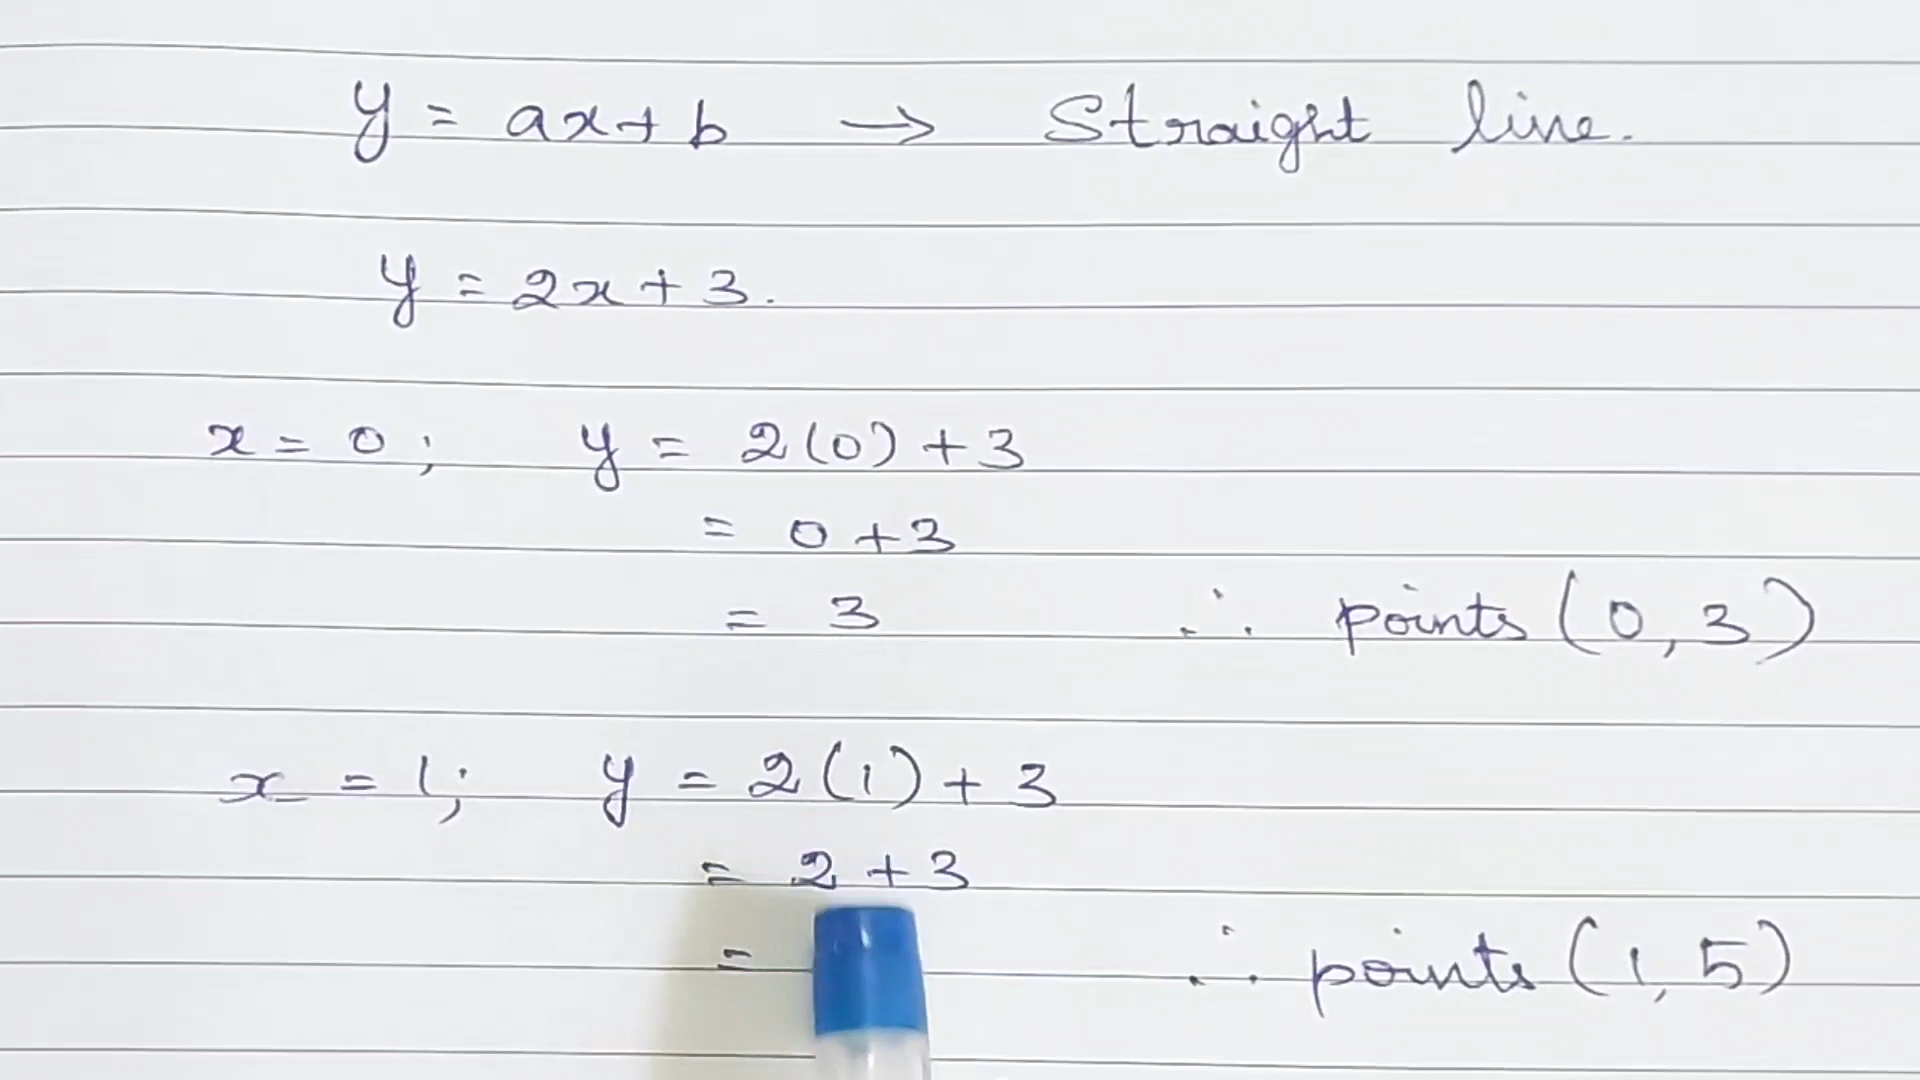 y = ax + b → Straight line.
y = 2x + 3.
x = 0 ; y = 2(0) + 3
= 0 + 3
= 3 ∴ points (0, 3)
x = 1 ; y = 2(1) + 3
= 2 + 3
= ∴ points (1, 5)